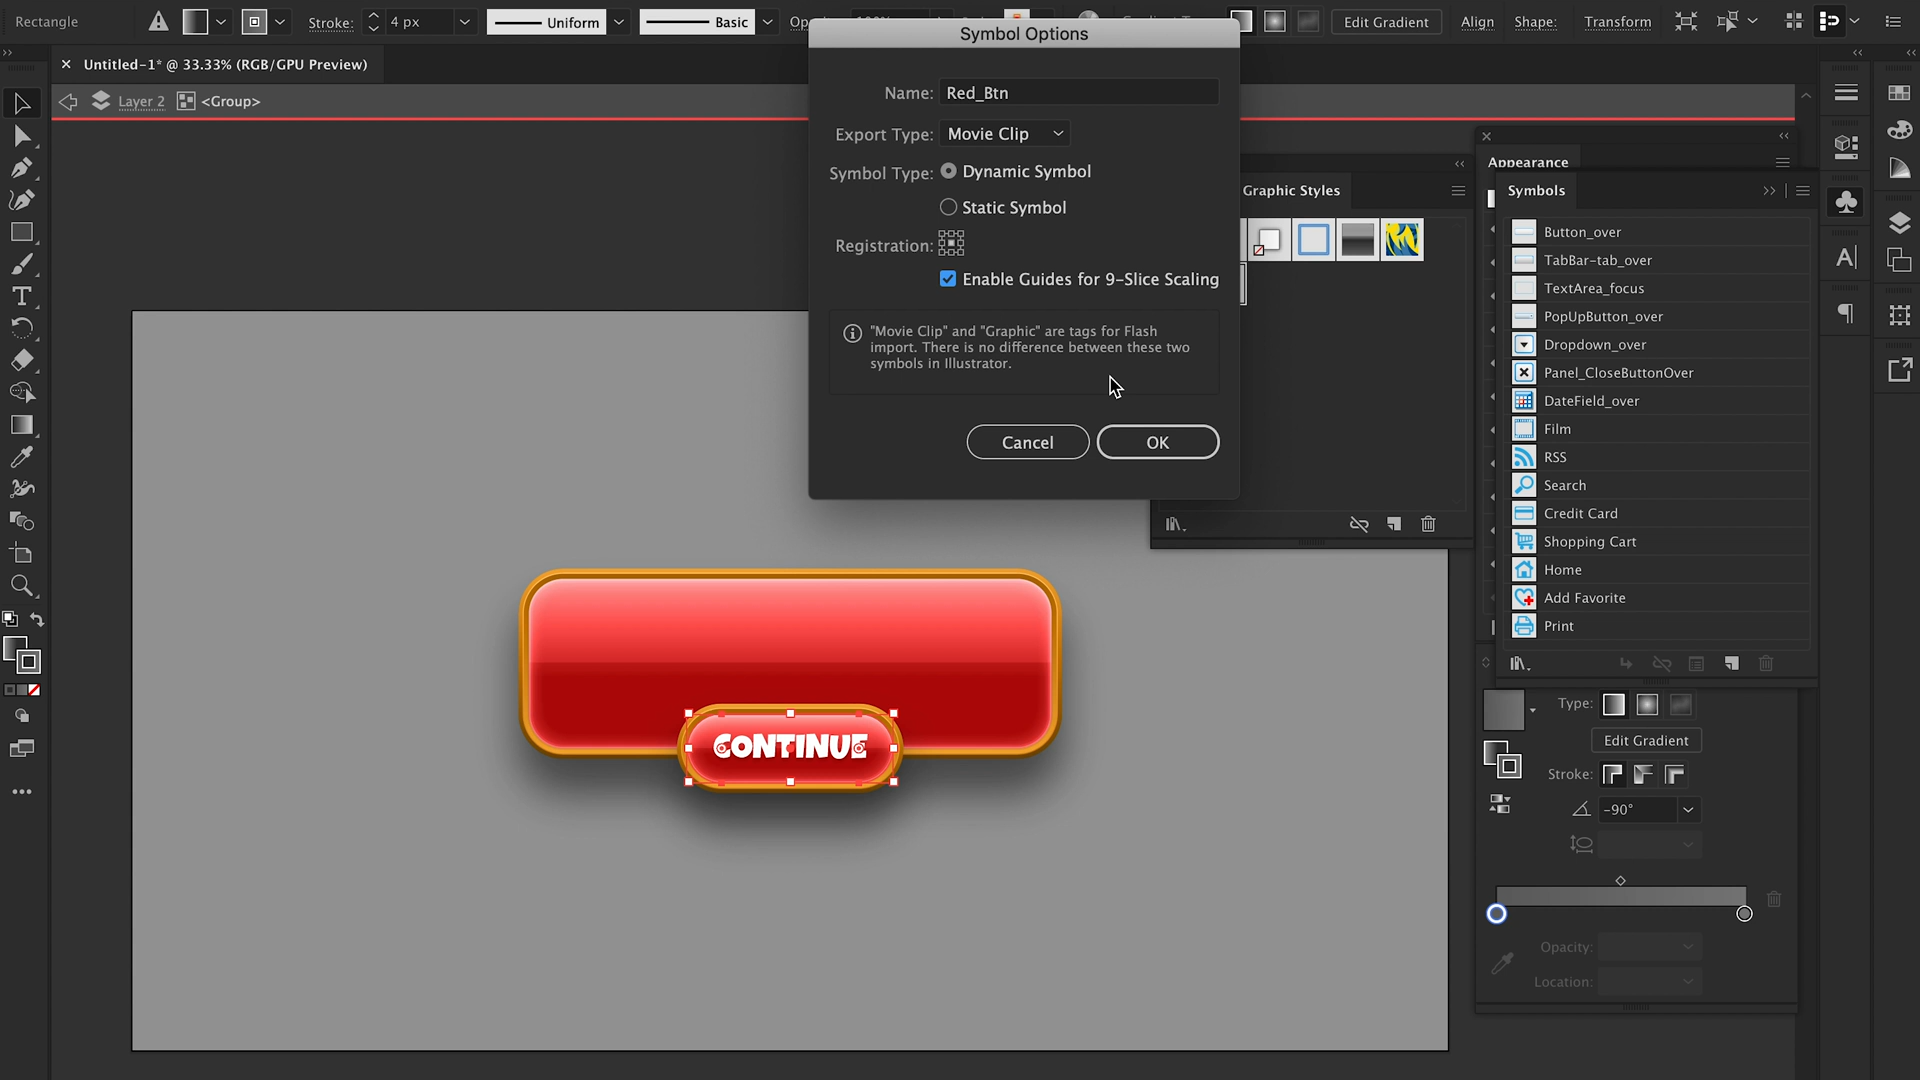 Rectangle
Stroke:
4 px
Uniform
Basic
Edit Gradient
Align
Shape:
Transform
Symbol Options
Untitled-1* @ 33.33% (RGB/GPU Preview)
Layer 2
<Group>
Name:
Red_Btn
Export Type:
Movie Clip
Symbol Type:
Dynamic Symbol
Static Symbol
Registration:
Enable Guides for 9-Slice Scaling
"Movie Clip" and "Graphic" are tags for Flash
import. There is no difference between these two
symbols in Illustrator.
Cancel
OK
Graphic Styles
Appearance
Symbols
Button_over
TabBar-tab_over
TextArea_focus
PopUpButton_over
Dropdown_over
Panel_CloseButtonOver
DateField_over
Film
RSS
Search
Credit Card
Shopping Cart
Home
Add Favorite
Print
CONTINUE
Type:
Edit Gradient
Stroke:
-90°
Opacity:
Location: